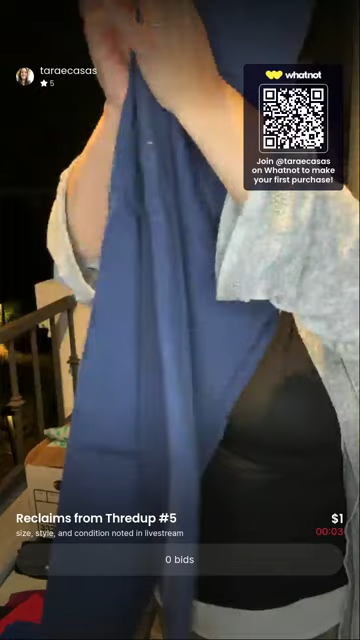 taraecasas
★ 5
whatnot
Join @taraecasas
on Whatnot to make
your first purchase!
Reclaims from Thredup #5
$1
size, style, and condition noted in livestream
00:03
0 bids